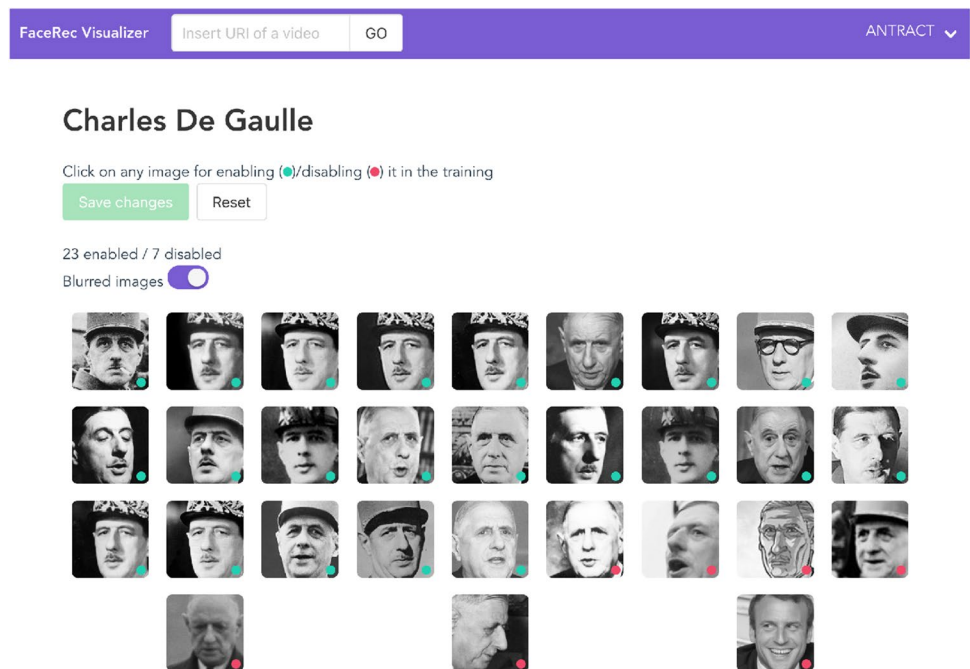 FaceRec Visualizer
Insert URI of a video
GO
ANTRACT
Charles De Gaulle
Click on any image for enabling (●)/disabling (●) it in the training
Save changes
Reset
23 enabled / 7 disabled
Blurred images